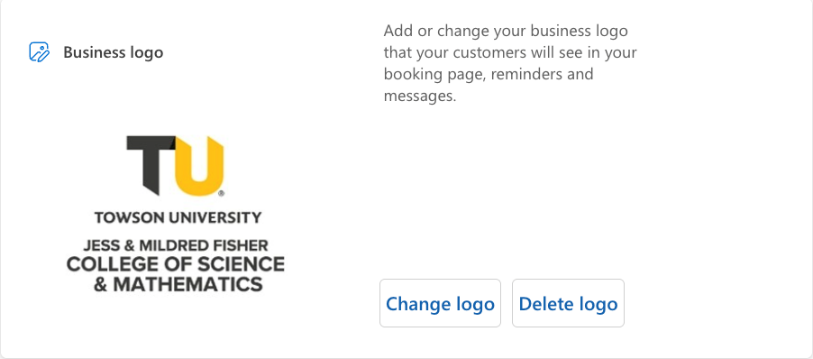 Business logo
Add or change your business logo
that your customers will see in your
booking page, reminders and
messages.
TU®
TOWSON UNIVERSITY
JESS & MILDRED FISHER
COLLEGE OF SCIENCE
& MATHEMATICS
Change logo
Delete logo